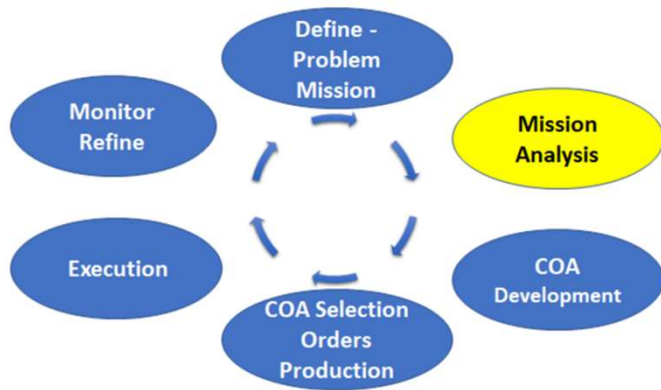 Define -
Problem
Mission
Mission
Analysis
COA
Development
COA Selection
Orders
Production
Execution
Monitor
Refine